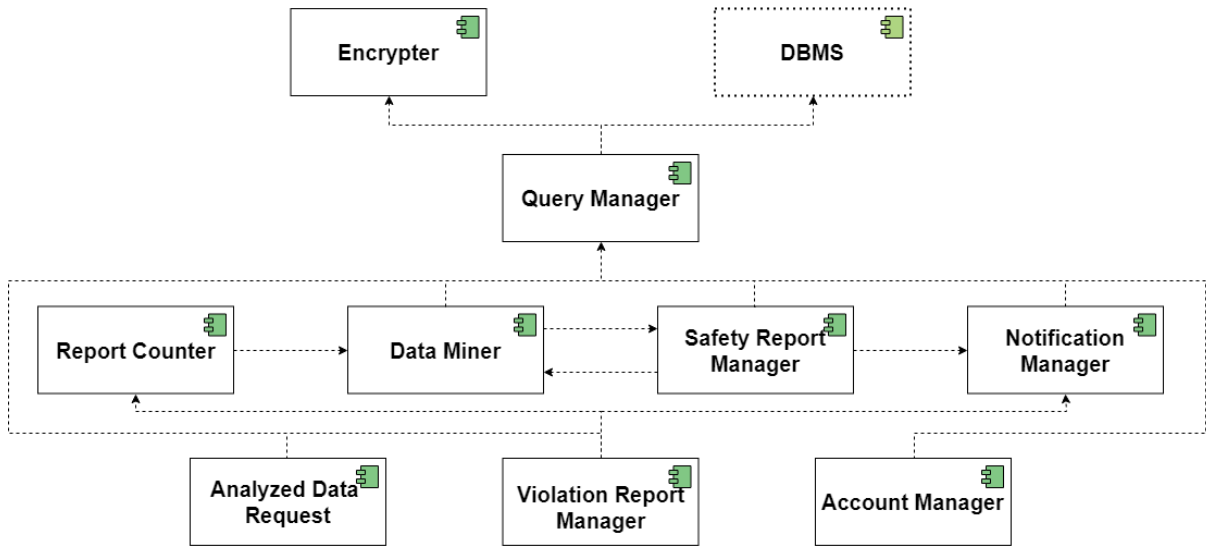 Encrypter
DBMS
Query Manager
Report Counter
Data Miner
Safety Report
Manager
Notification
Manager
Analyzed Data
Request
Violation Report
Manager
Account Manager